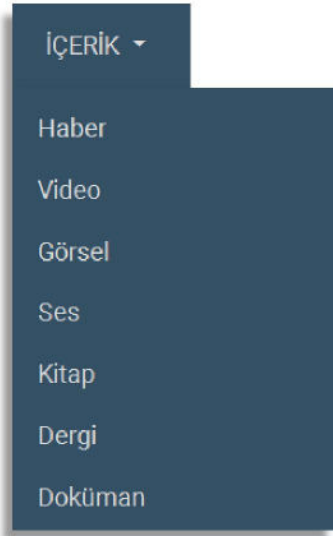 İÇERİK
Haber
Video
Görsel
Ses
Kitap
Dergi
Doküman